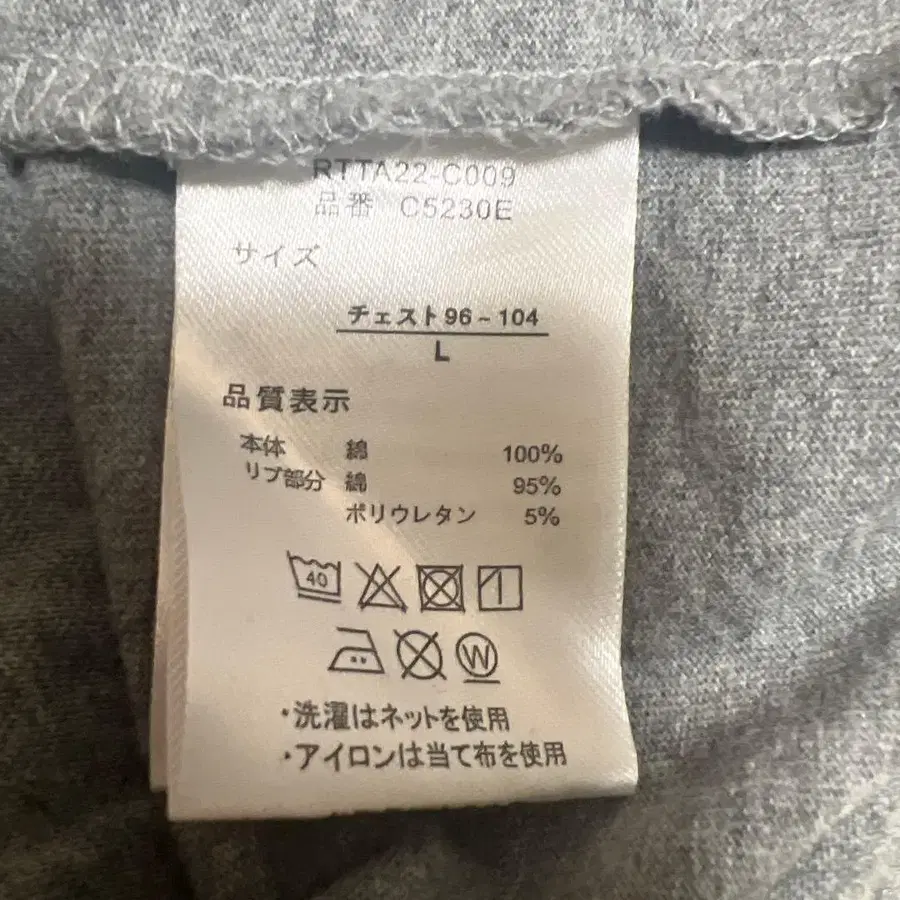 RTTA22-C009
品番 C5230E
サイズ
チェスト96~104
L
品質表示
本体 綿 100%
リブ部分 綿 95%
ポリウレタン 5%
40
W
・洗濯はネットを使用
・アイロンは当て布を使用